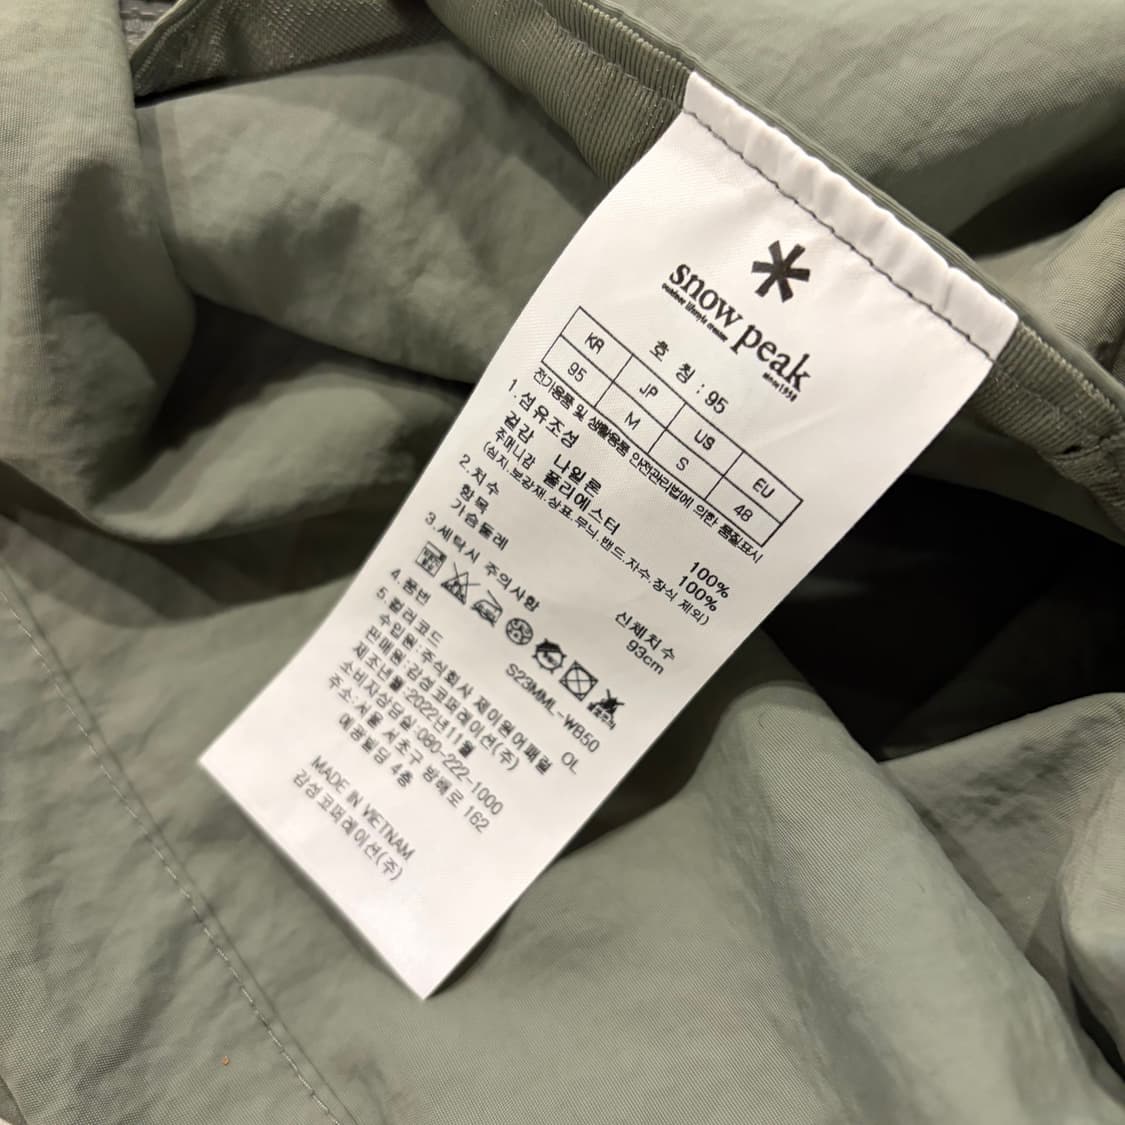 snow peak
outdoor lifestyle creator
since 1958
호 칭 : 95
KR JP US EU
95 M S 48
전기용품 및 생활용품 안전관리법에 의한 품질표시
1.섬유조성
겉감 나일론 100%
주머니감 폴리에스터 100%
(심지.보강재.상표.무늬.밴드.자수.장식 제외)
2.치수
항목 신체치수
가슴둘레 93cm
3.세탁시 주의사항
4.품번 S23MML-WB50
5.컬러코드 OL
수입원:주식회사 제이원어패럴
판매원:감성코퍼레이션(주)
제조년월:2022년11월
소비자상담실:080-222-1000
주소:서울 서초구 방배로 162
예광빌딩 4층
MADE IN VIETNAM
감성코퍼레이션(주)